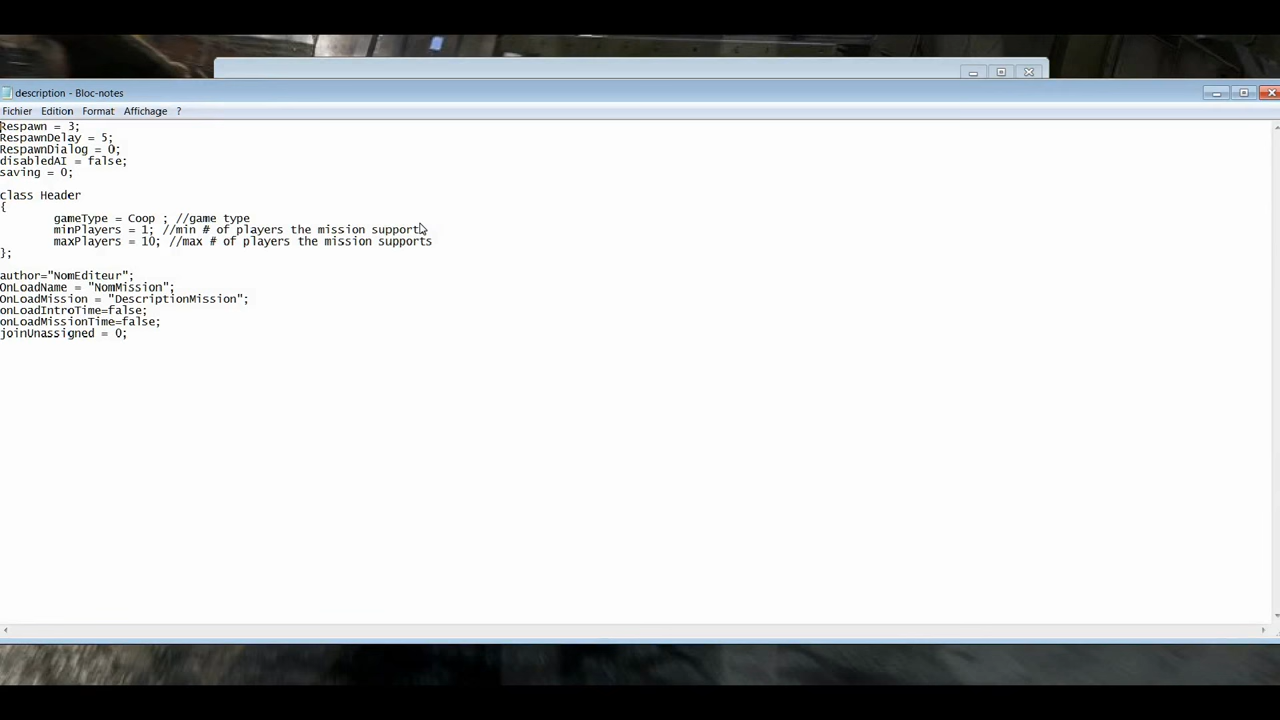 description - Bloc-notes
Fichier Edition Format Affichage ?
Respawn = 3;
RespawnDelay = 5;
RespawnDialog = 0;
disabledAI = false;
saving = 0;
class Header
{
gameType = Coop ; //game type
minPlayers = 1; //min # of players the mission supports
maxPlayers = 10; //max # of players the mission supports
};
author="NomEditeur";
OnLoadName = "NomMission";
OnLoadMission = "DescriptionMission";
onLoadIntroTime=false;
onLoadMissionTime=false;
joinUnassigned = 0;